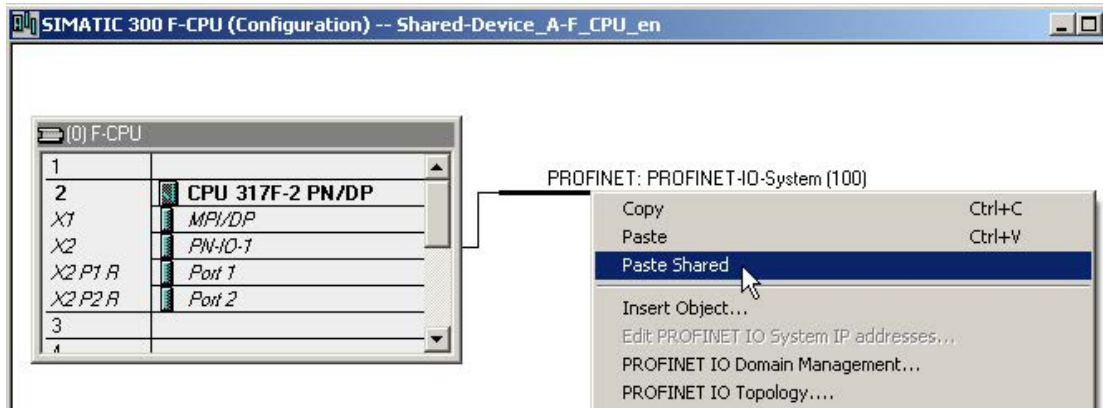 SIMATIC 300 F-CPU (Configuration) -- Shared-Device_A-F_CPU_en
(0) F-CPU
1
2 CPU 317F-2 PN/DP
X1 MPI/DP
X2 PN-IO-1
X2 P1 R Port 1
X2 P2 R Port 2
3
4
PROFINET: PROFINET-IO-System (100)
Copy Ctrl+C
Paste Ctrl+V
Paste Shared
Insert Object...
Edit PROFINET IO System IP addresses...
PROFINET IO Domain Management...
PROFINET IO Topology....